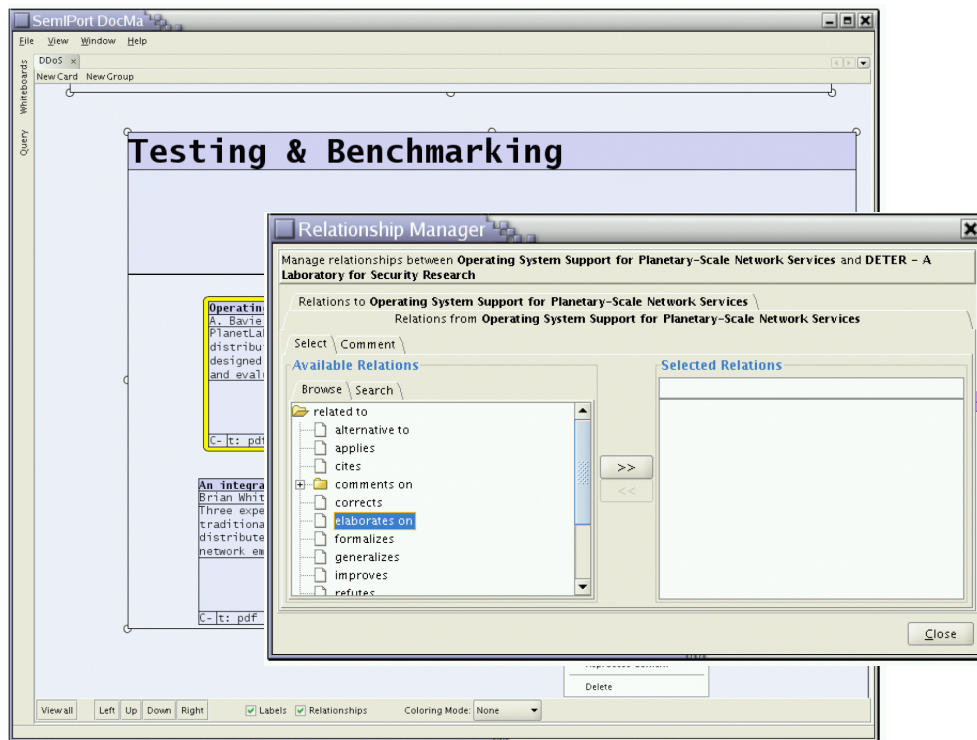 SemIPort DocMa
File View Window Help
Whiteboards
Query
DDoS
New Card New Group
Testing & Benchmarking
Operating
A. Bavie
PlanetLab
distribu
designed
and evalu
C- t: pdf
An integra
Brian Whit
Three expe
traditiona
distribute
network em
C- t: pdf
Relationship Manager
Manage relationships between Operating System Support for Planetary-Scale Network Services and DETER - A
Laboratory for Security Research
Relations to Operating System Support for Planetary-Scale Network Services
Relations from Operating System Support for Planetary-Scale Network Services
Select Comment
Available Relations
Browse Search
related to
alternative to
applies
cites
comments on
corrects
elaborates on
formalizes
generalizes
improves
refutes
>>
<<
Selected Relations
Close
Delete
View all Left Up Down Right Labels Relationships Coloring Mode: None